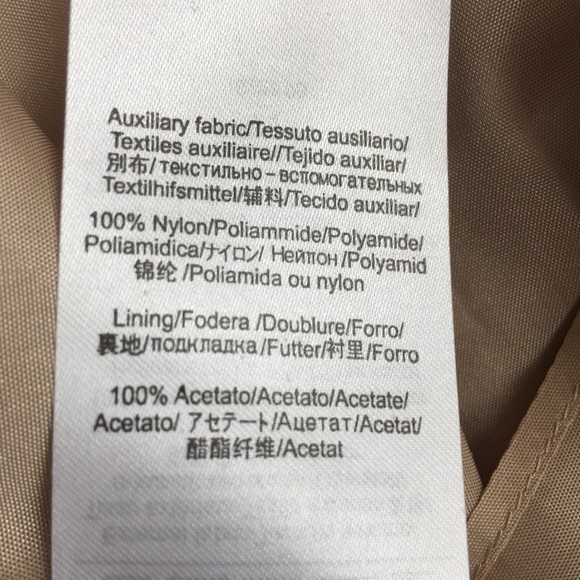 Auxiliary fabric/Tessuto ausiliario/
Textiles auxiliaire//Tejido auxiliar/
別布/текстильно-вспомогательных
Textilhifsmittel/辅料/Tecido auxiliar/
100% Nylon/Poliammide/Polyamide/
Poliamidica/ナイロン/ Нейпон/Polyamid
锦纶 /Poliamida ou nylon
Lining/Fodera /Doublure/Forro/
裏地/подкладка/Futter/衬里/Forro
100% Acetato/Acetato/Acetate/
Acetato/ アセテート/Ацетат/Acetat/
醋酯纤维/Acetat